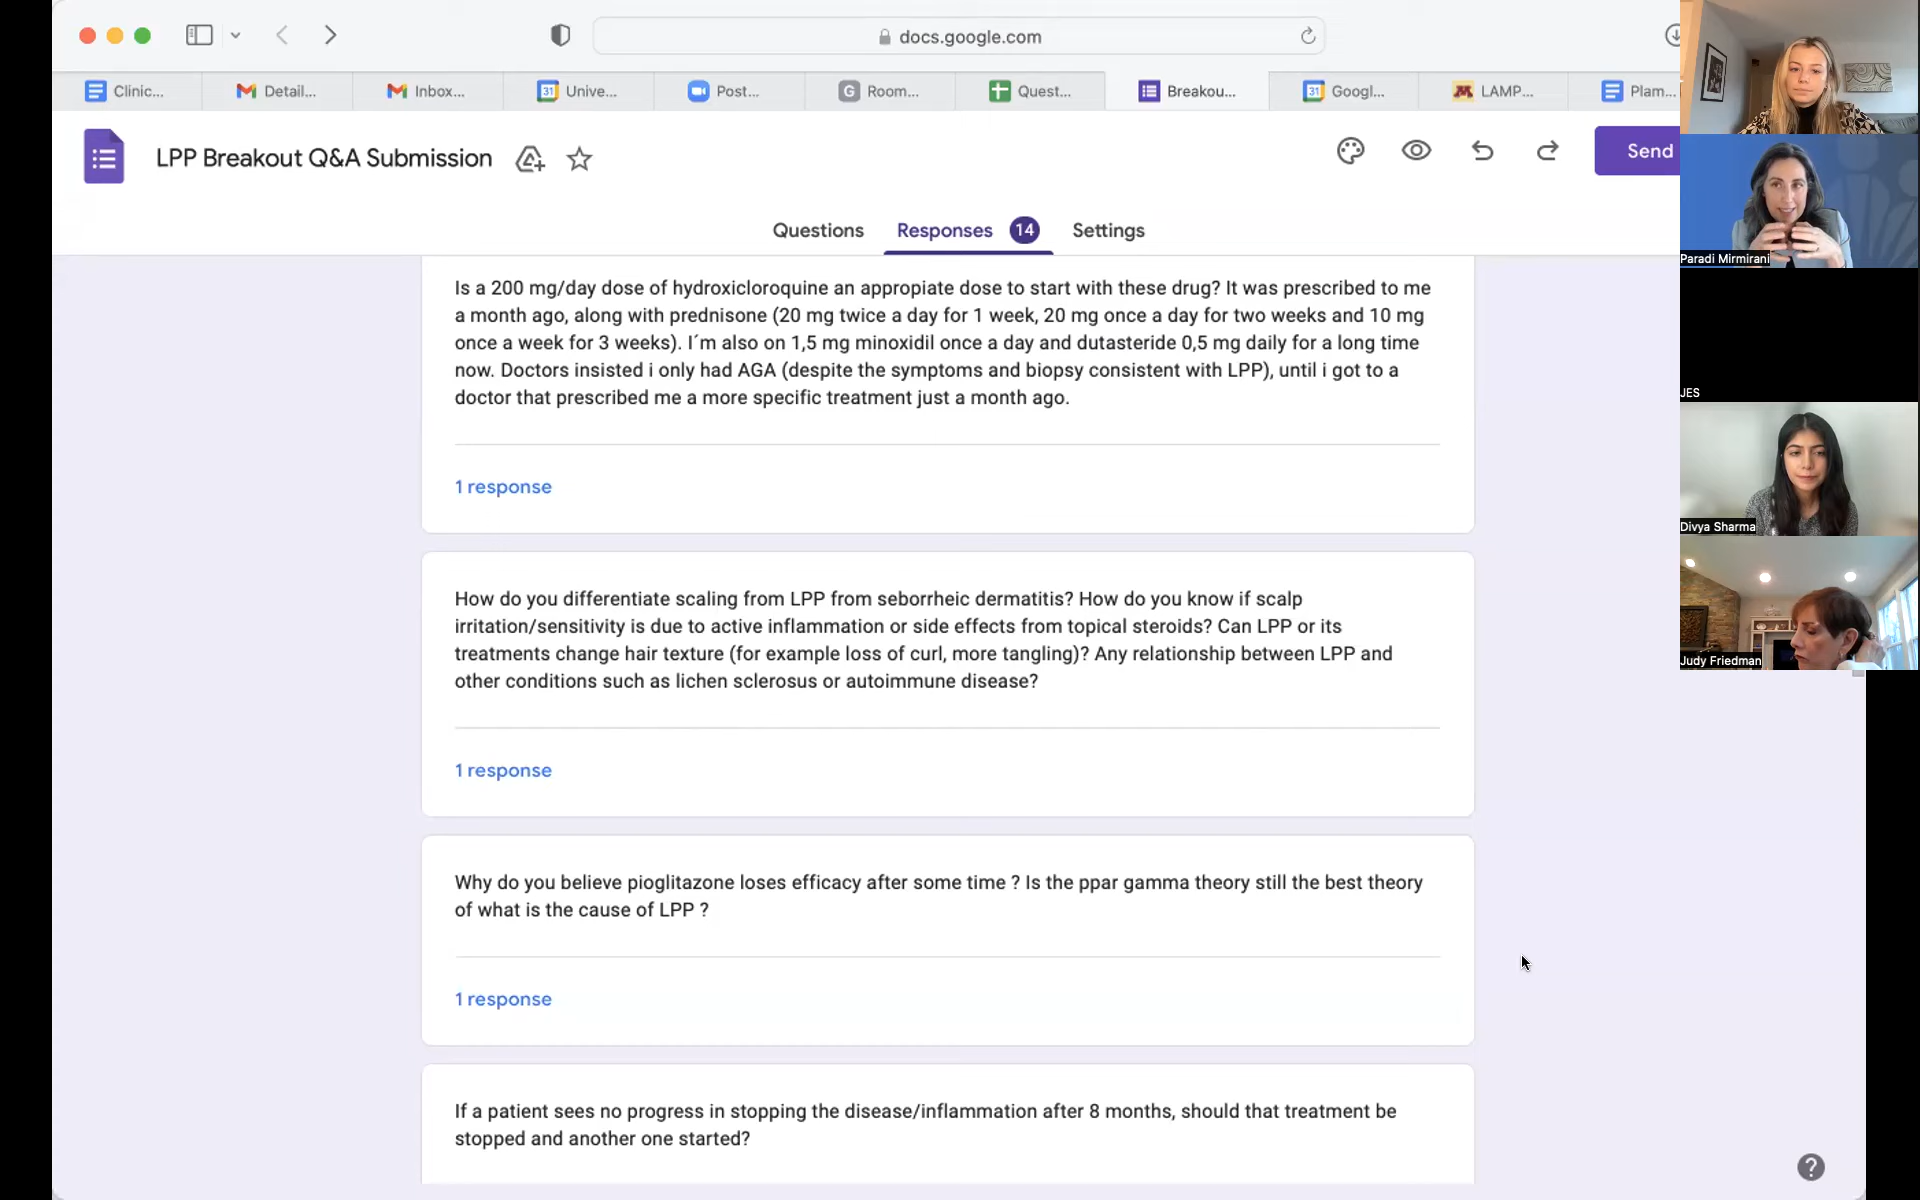 docs.google.com
Clinic...
Detail...
Inbox...
31
Unive...
Post...
G
Room...
Quest...
Breakou...
31
Googl...
M
LAMP...
Plam...
LPP Breakout Q&A Submission
Send
Questions
Responses
14
Settings
Is a 200 mg/day dose of hydroxicloroquine an appropiate dose to start with these drug? It was prescribed to me
a month ago, along with prednisone (20 mg twice a day for 1 week, 20 mg once a day for two weeks and 10 mg
once a week for 3 weeks). I´m also on 1,5 mg minoxidil once a day and dutasteride 0,5 mg daily for a long time
now. Doctors insisted i only had AGA (despite the symptoms and biopsy consistent with LPP), until i got to a
doctor that prescribed me a more specific treatment just a month ago.
1 response
How do you differentiate scaling from LPP from seborrheic dermatitis? How do you know if scalp
irritation/sensitivity is due to active inflammation or side effects from topical steroids? Can LPP or its
treatments change hair texture (for example loss of curl, more tangling)? Any relationship between LPP and
other conditions such as lichen sclerosus or autoimmune disease?
1 response
Why do you believe pioglitazone loses efficacy after some time ? Is the ppar gamma theory still the best theory
of what is the cause of LPP ?
1 response
If a patient sees no progress in stopping the disease/inflammation after 8 months, should that treatment be
stopped and another one started?
?
Paradi Mirmirani
JES
Divya Sharma
Judy Friedman